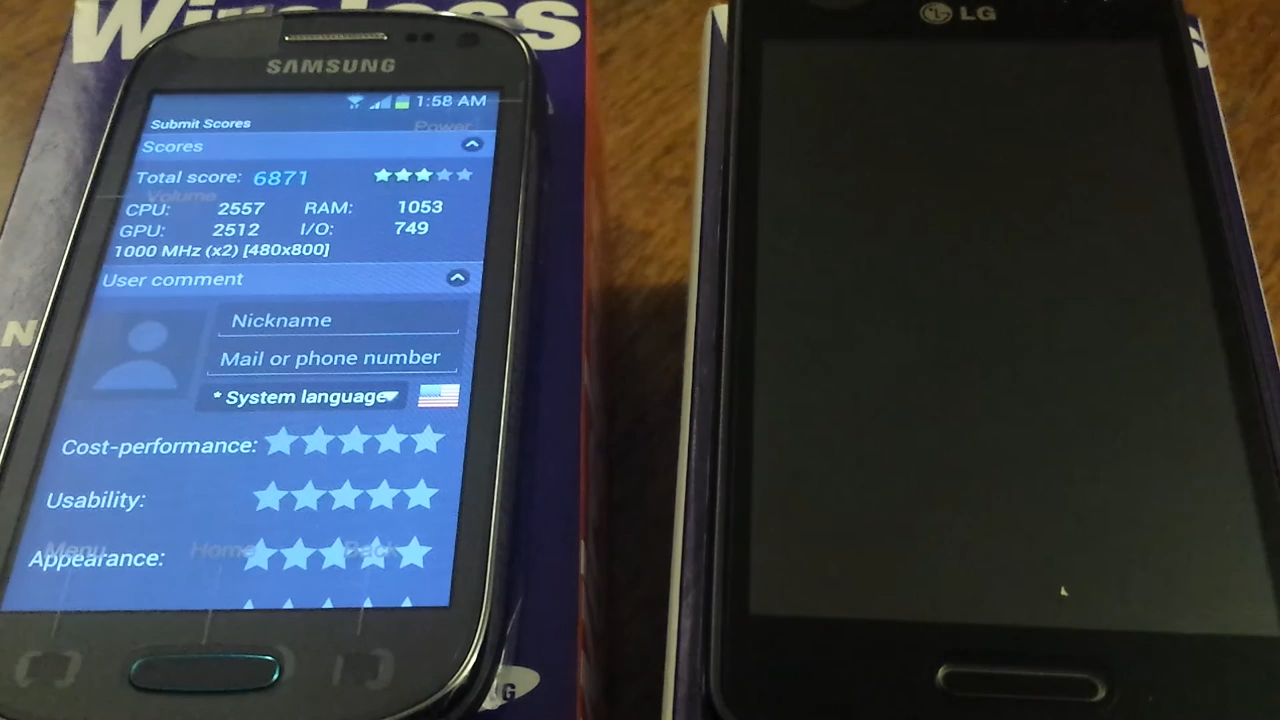 Wireless
SAMSUNG
LG
1:58 AM
Submit Scores
Power
Scores
Total score: 6871
Volume
CPU: 2557 RAM: 1053
GPU: 2512 I/O: 749
1000 MHz (x2) [480x800]
User comment
Nickname
Mail or phone number
* System language
Cost-performance:
Usability:
Menu Home Back
Appearance: